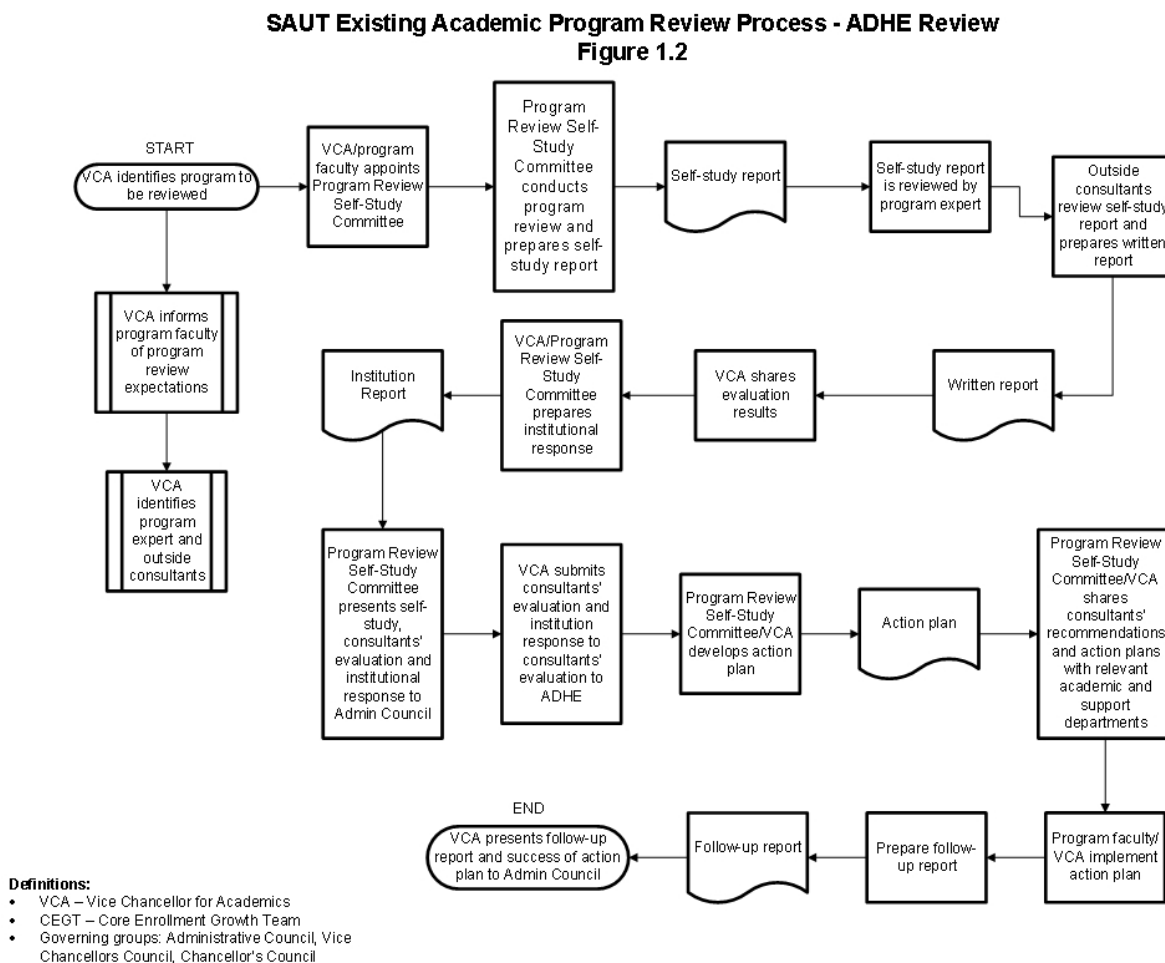 SAUT Existing Academic Program Review Process - ADHE Review
Figure 1.2
START
VCA identifies program to
be reviewed
VCA/program
faculty appoints
Program Review
Self-Study
Committee
Program
Review Self-
Study
Committee
conducts
program
review and
prepares self-
study report
Self-study report
Self-study report
is reviewed by
program expert
Outside
consultants
review self-study
report and
prepares written
report
VCA informs
program faculty
of program
review
expectations
VCA
identifies
program
expert and
outside
consultants
Written report
VCA shares
evaluation
results
VCA/Program
Review Self-
Study
Committee
prepares
institutional
response
Institution
Report
Program Review
Self-Study
Committee
presents self-
study,
consultants'
evaluation and
institutional
response to
Admin Council
VCA submits
consultants'
evaluation and
institution
response to
consultants'
evaluation to
ADHE
Program Review
Self-Study
Committee/VCA
develops action
plan
Action plan
Program Review
Self-Study
Committee/VCA
shares
consultants'
recommendations
and action plans
with relevant
academic and
support
departments
Program faculty/
VCA implement
action plan
Prepare follow-
up report
Follow-up report
END
VCA presents follow-up
report and success of action
plan to Admin Council
Definitions:
• VCA – Vice Chancellor for Academics
• CEGT – Core Enrollment Growth Team
• Governing groups: Administrative Council, Vice
Chancellors Council, Chancellor's Council